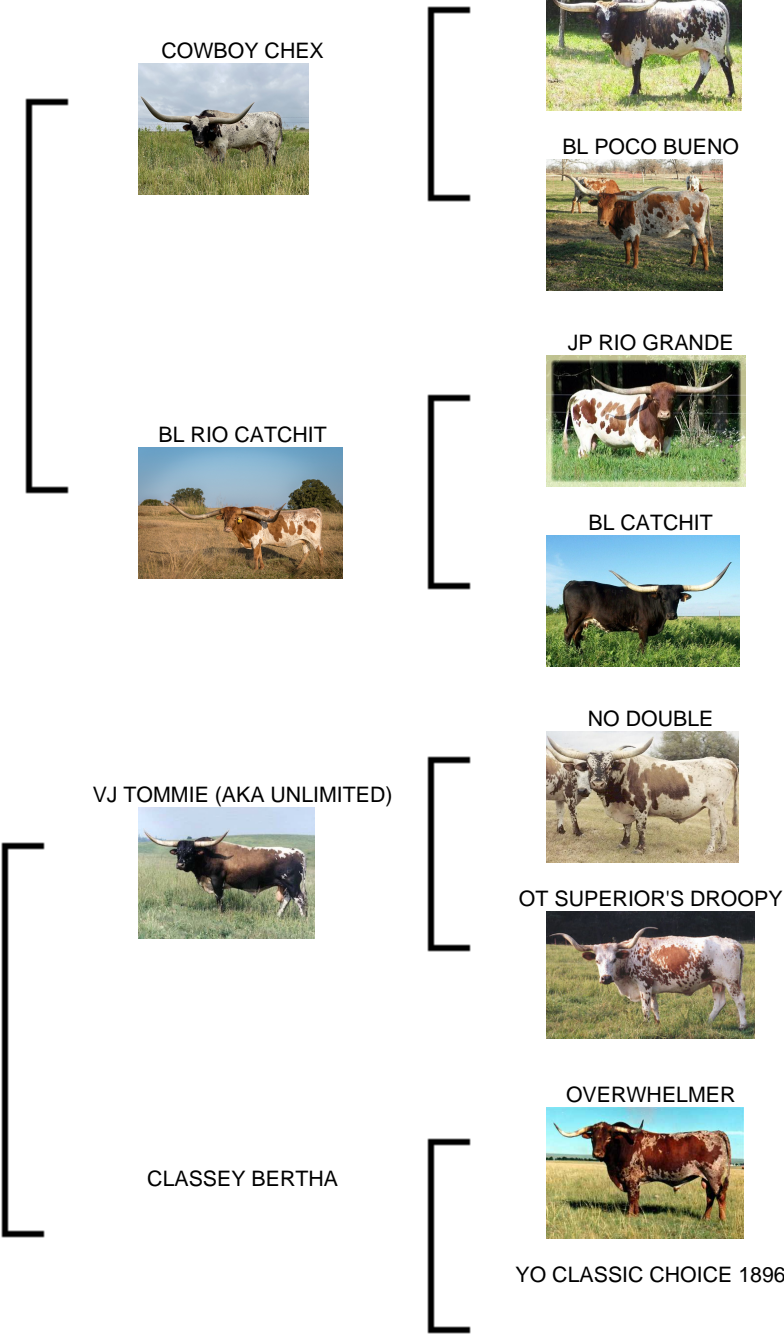 COWBOY CHEX
BL POCO BUENO
JP RIO GRANDE
BL RIO CATCHIT
BL CATCHIT
NO DOUBLE
VJ TOMMIE (AKA UNLIMITED)
OT SUPERIOR'S DROOPY
OVERWHELMER
CLASSEY BERTHA
YO CLASSIC CHOICE 1896